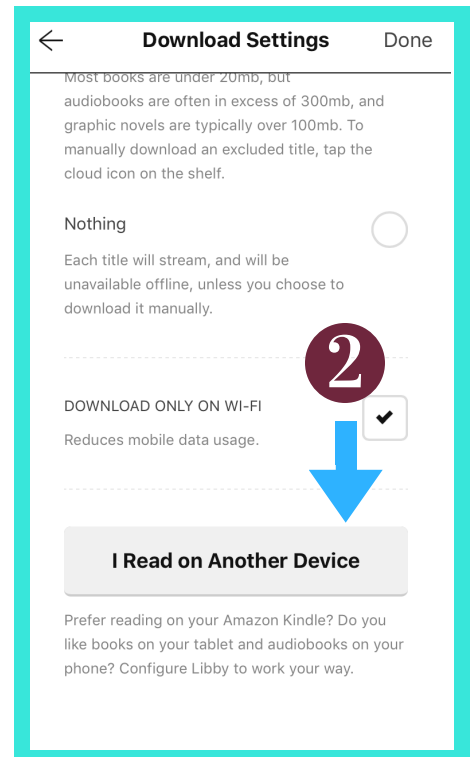 Download Settings Done
Most books are under 20mb, but
audiobooks are often in excess of 300mb, and
graphic novels are typically over 100mb. To
manually download an excluded title, tap the
cloud icon on the shelf.
Nothing
Each title will stream, and will be
unavailable offline, unless you choose to
download it manually.
2
DOWNLOAD ONLY ON WI-FI
Reduces mobile data usage.
I Read on Another Device
Prefer reading on your Amazon Kindle? Do you
like books on your tablet and audiobooks on your
phone? Configure Libby to work your way.